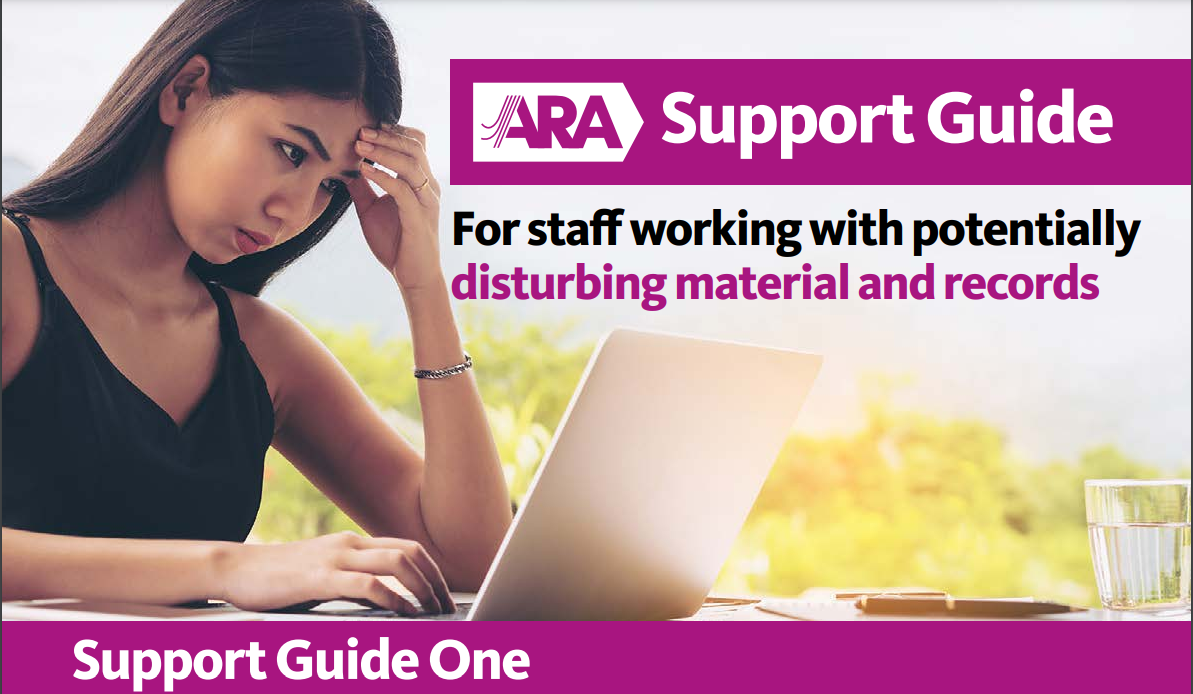 ARA Support Guide
For staff working with potentially
disturbing material and records
Support Guide One